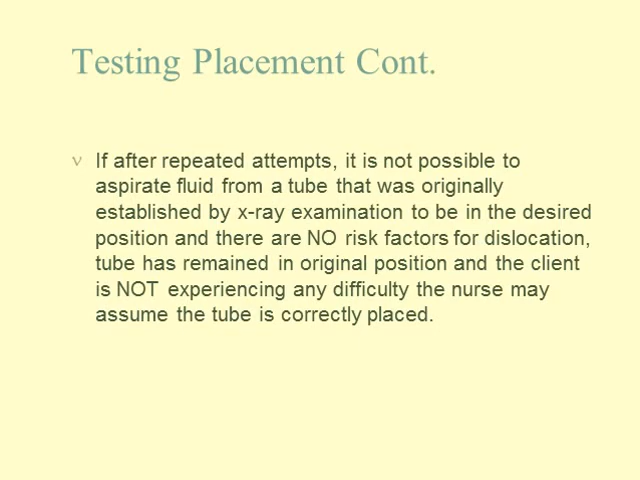 Testing Placement Cont.
If after repeated attempts, it is not possible to
aspirate fluid from a tube that was originally
established by x-ray examination to be in the desired
position and there are NO risk factors for dislocation,
tube has remained in original position and the client
is NOT experiencing any difficulty the nurse may
assume the tube is correctly placed.